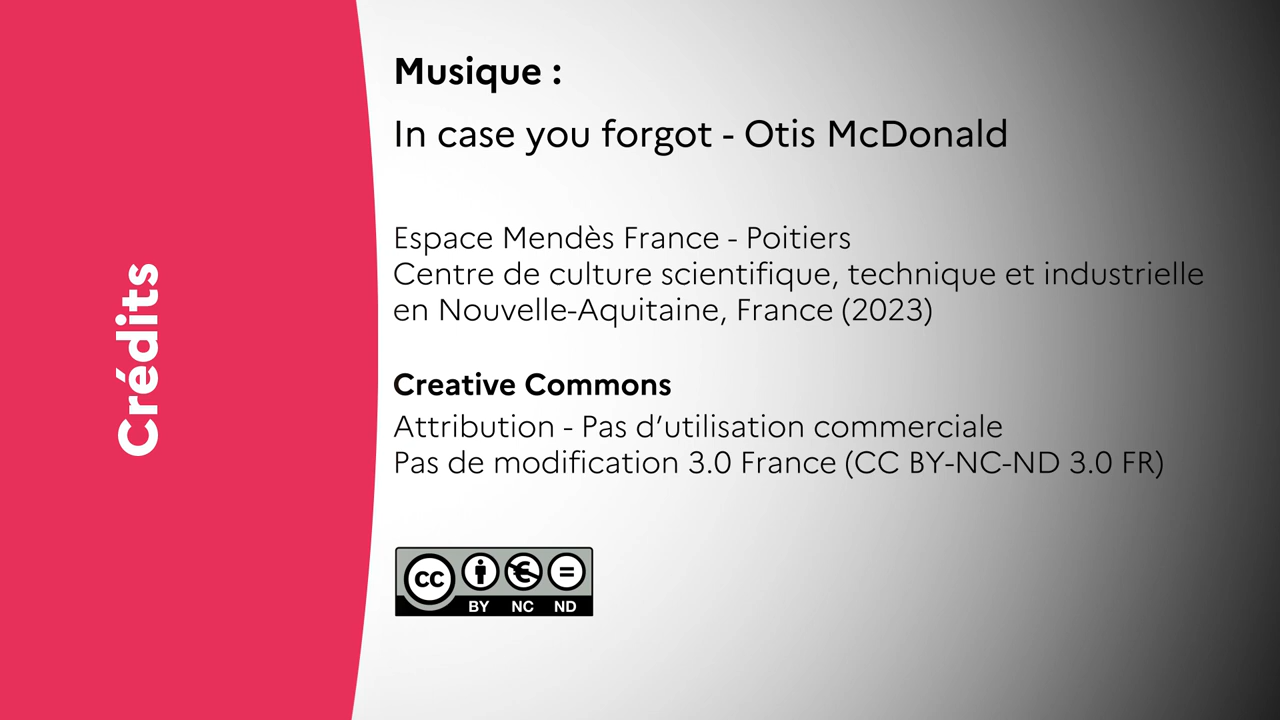 Crédits
Musique :
In case you forgot - Otis McDonald
Espace Mendès France - Poitiers
Centre de culture scientifique, technique et industrielle
en Nouvelle-Aquitaine, France (2023)
Creative Commons
Attribution - Pas d’utilisation commerciale
Pas de modification 3.0 France (CC BY-NC-ND 3.0 FR)
cc
BY NC ND